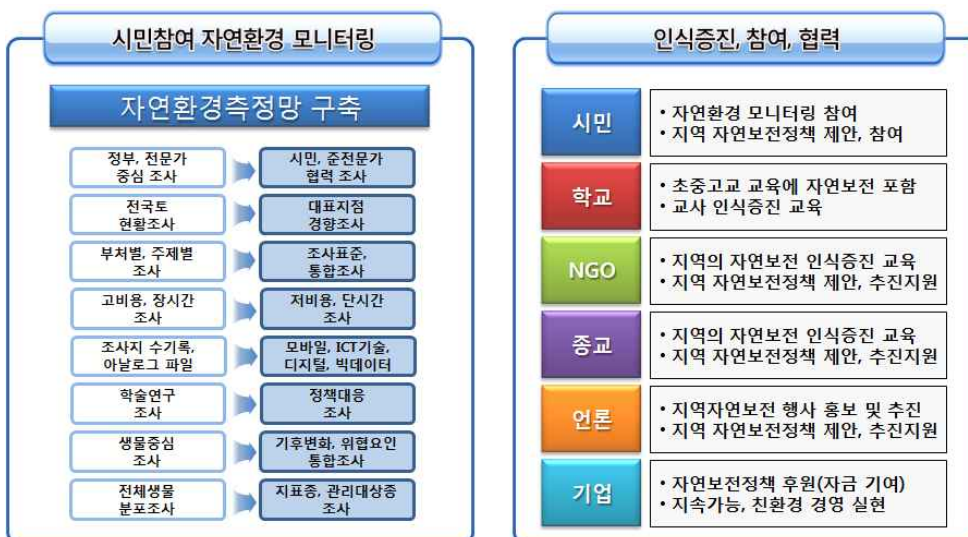 시민참여 자연환경 모니터링
자연환경측정망 구축
정부, 전문가
중심 조사
시민, 준전문가
협력 조사
전국토
현황조사
대표지점
경향조사
부처별, 주제별
조사
조사표준,
통합조사
고비용, 장시간
조사
저비용, 단시간
조사
조사지 수기록,
아날로그 파일
모바일, ICT기술,
디지털, 빅데이터
학술연구
조사
정책대응
조사
생물중심
조사
기후변화, 위협요인
통합조사
전체생물
분포조사
지표종, 관리대상종
조사
인식증진, 참여, 협력
시민
• 자연환경 모니터링 참여
• 지역 자연보전정책 제안, 참여
학교
• 초중고교 교육에 자연보전 포함
• 교사 인식증진 교육
NGO
• 지역의 자연보전 인식증진 교육
• 지역 자연보전정책 제안, 추진지원
종교
• 지역의 자연보전 인식증진 교육
• 지역 자연보전정책 제안, 추진지원
언론
• 지역자연보전 행사 홍보 및 추진
• 지역 자연보전정책 제안, 추진지원
기업
• 자연보전정책 후원(자금 기여)
• 지속가능, 친환경 경영 실현